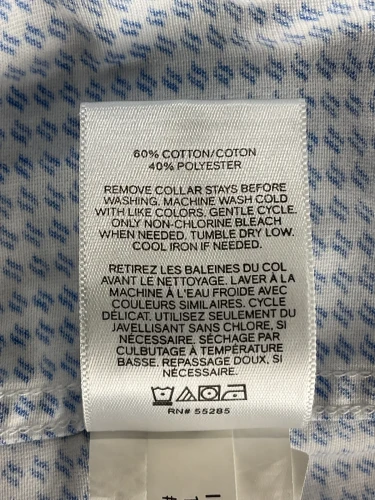 60% COTTON/COTON
40% POLYESTER
REMOVE COLLAR STAYS BEFORE
WASHING. MACHINE WASH COLD
WITH LIKE COLORS. GENTLE CYCLE.
ONLY NON-CHLORINE BLEACH
WHEN NEEDED. TUMBLE DRY LOW.
COOL IRON IF NEEDED.
RETIREZ LES BALEINES DU COL
AVANT LE NETTOYAGE. LAVER À LA
MACHINE À L'EAU FROIDE AVEC
COULEURS SIMILAIRES. CYCLE
DÉLICAT. UTILISEZ SEULEMENT DU
JAVELLISANT SANS CHLORE, SI
NÉCESSAIRE. SÉCHAGE PAR
CULBUTAGE À TEMPÉRATURE
BASSE. REPASSAGE DOUX, SI
NÉCESSAIRE.
RN# 55285